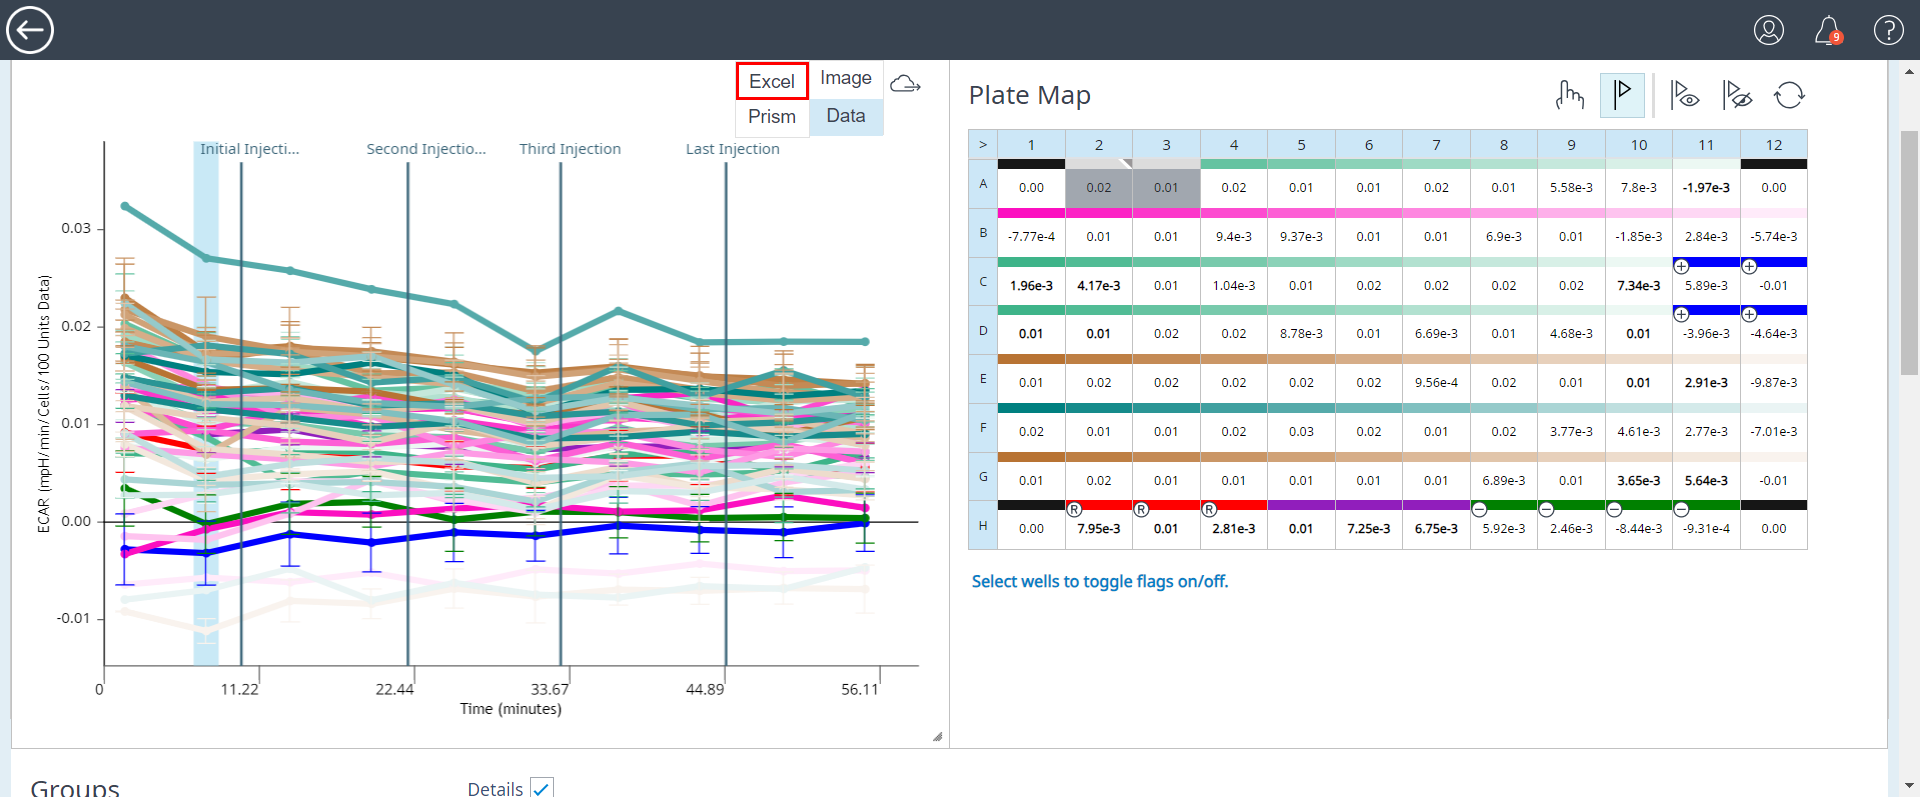 9
?
Excel
Image
Prism
Data
Initial Injecti...
Second Injectio...
Third Injection
Last Injection
0.03
0.02
0.01
0.00
-0.01
ECAR (mpH/min/Cells/100 Units Data)
0
11.22
22.44
33.67
44.89
56.11
Time (minutes)
Plate Map
> 1 2 3 4 5 6 7 8 9 10 11 12
A 0.00 0.02 0.01 0.02 0.01 0.01 0.02 0.01 5.58e-3 7.8e-3 -1.97e-3 0.00
B -7.77e-4 0.01 0.01 9.4e-3 9.37e-3 0.01 0.01 6.9e-3 0.01 -1.85e-3 2.84e-3 -5.74e-3
+ +
C 1.96e-3 4.17e-3 0.01 1.04e-3 0.01 0.02 0.02 0.02 0.02 7.34e-3 5.89e-3 -0.01
+ +
D 0.01 0.01 0.02 0.02 8.78e-3 0.01 6.69e-3 0.01 4.68e-3 0.01 -3.96e-3 -4.64e-3
E 0.01 0.02 0.02 0.02 0.02 0.02 9.56e-4 0.02 0.01 0.01 2.91e-3 -9.87e-3
F 0.02 0.01 0.01 0.02 0.03 0.02 0.01 0.02 3.77e-3 4.61e-3 2.77e-3 -7.01e-3
G 0.01 0.02 0.01 0.01 0.01 0.01 0.01 6.89e-3 0.01 3.65e-3 5.64e-3 -0.01
R R R − − − −
H 0.00 7.95e-3 0.01 2.81e-3 0.01 7.25e-3 6.75e-3 5.92e-3 2.46e-3 -8.44e-3 -9.31e-4 0.00
Select wells to toggle flags on/off.
Groups
Details